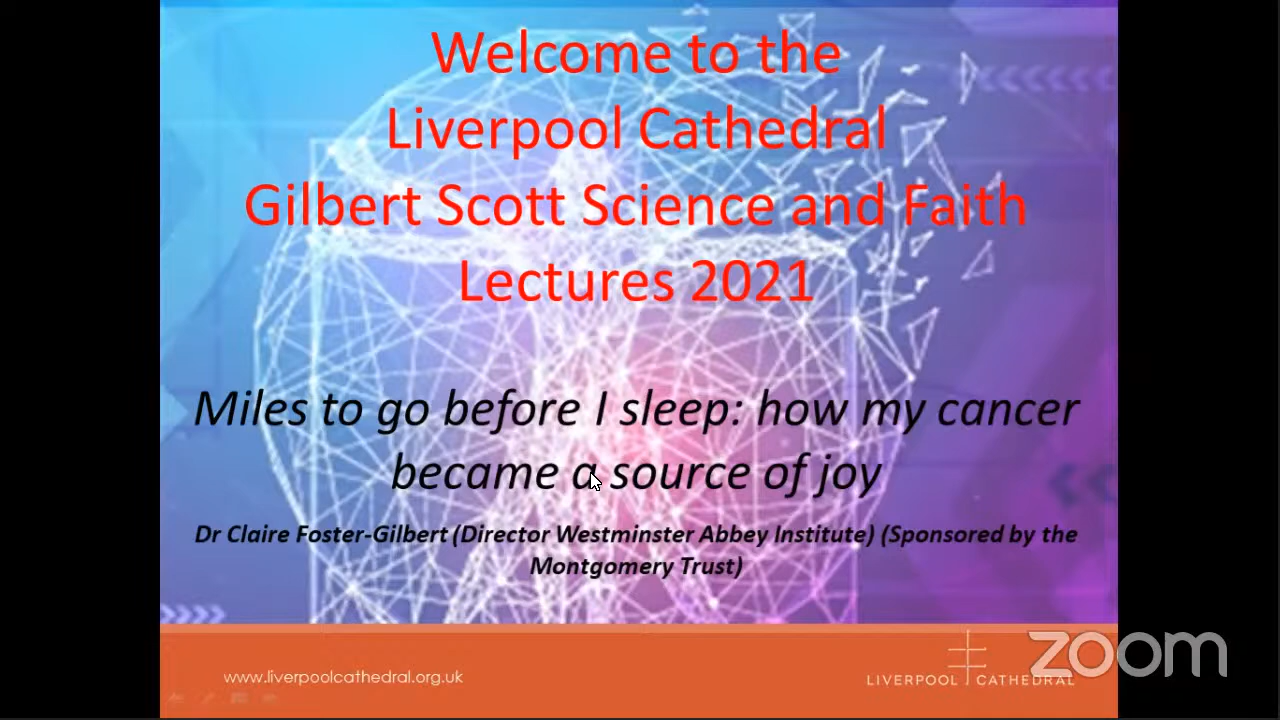 Welcome to the
Liverpool Cathedral
Gilbert Scott Science and Faith
Lectures 2021
Miles to go before I sleep: how my cancer
became a source of joy
Dr Claire Foster-Gilbert (Director Westminster Abbey Institute) (Sponsored by the
Montgomery Trust)
www.liverpoolcathedral.org.uk
LIVERPOOL CATHEDRAL
zoom